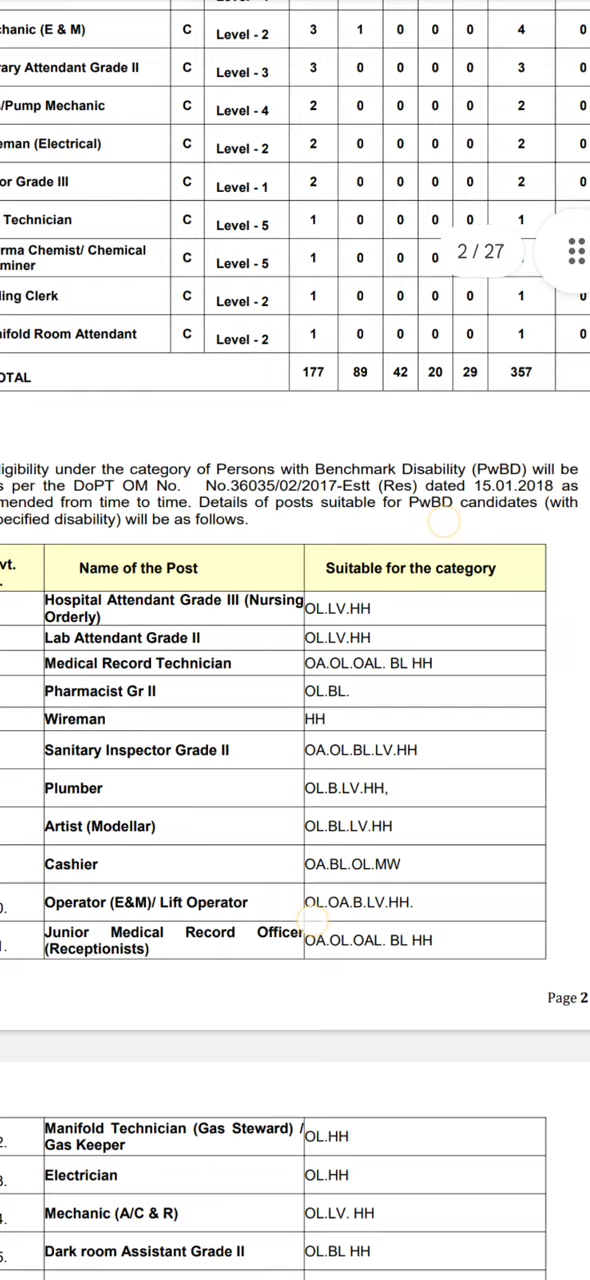 chanic (E & M) C Level - 2 3 1 0 0 0 4 0
rary Attendant Grade II C Level - 3 3 0 0 0 0 3 0
/Pump Mechanic C Level - 4 2 0 0 0 0 2 0
eman (Electrical) C Level - 2 2 0 0 0 0 2 0
or Grade III C Level - 1 2 0 0 0 0 2 0
Technician C Level - 5 1 0 0 0 0 1
2 / 27
rma Chemist/ Chemical
miner C Level - 5 1 0 0 0
ling Clerk C Level - 2 1 0 0 0 0 1 0
nifold Room Attendant C Level - 2 1 0 0 0 0 1 0
OTAL 177 89 42 20 29 357
ligibility under the category of Persons with Benchmark Disability (PwBD) will be
s per the DoPT OM No. No.36035/02/2017-Estt (Res) dated 15.01.2018 as
mended from time to time. Details of posts suitable for PwBD candidates (with
pecified disability) will be as follows.
vt. Name of the Post Suitable for the category
Hospital Attendant Grade III (Nursing
Orderly) OL.LV.HH
Lab Attendant Grade II OL.LV.HH
Medical Record Technician OA.OL.OAL. BL HH
Pharmacist Gr II OL.BL.
Wireman HH
Sanitary Inspector Grade II OA.OL.BL.LV.HH
Plumber OL.B.LV.HH,
Artist (Modellar) OL.BL.LV.HH
Cashier OA.BL.OL.MW
0. Operator (E&M)/ Lift Operator OL.OA.B.LV.HH.
1. Junior Medical Record Officer
(Receptionists) OA.OL.OAL. BL HH
Page 2
2. Manifold Technician (Gas Steward) /
Gas Keeper OL.HH
3. Electrician OL.HH
4. Mechanic (A/C & R) OL.LV. HH
5. Dark room Assistant Grade II OL.BL HH